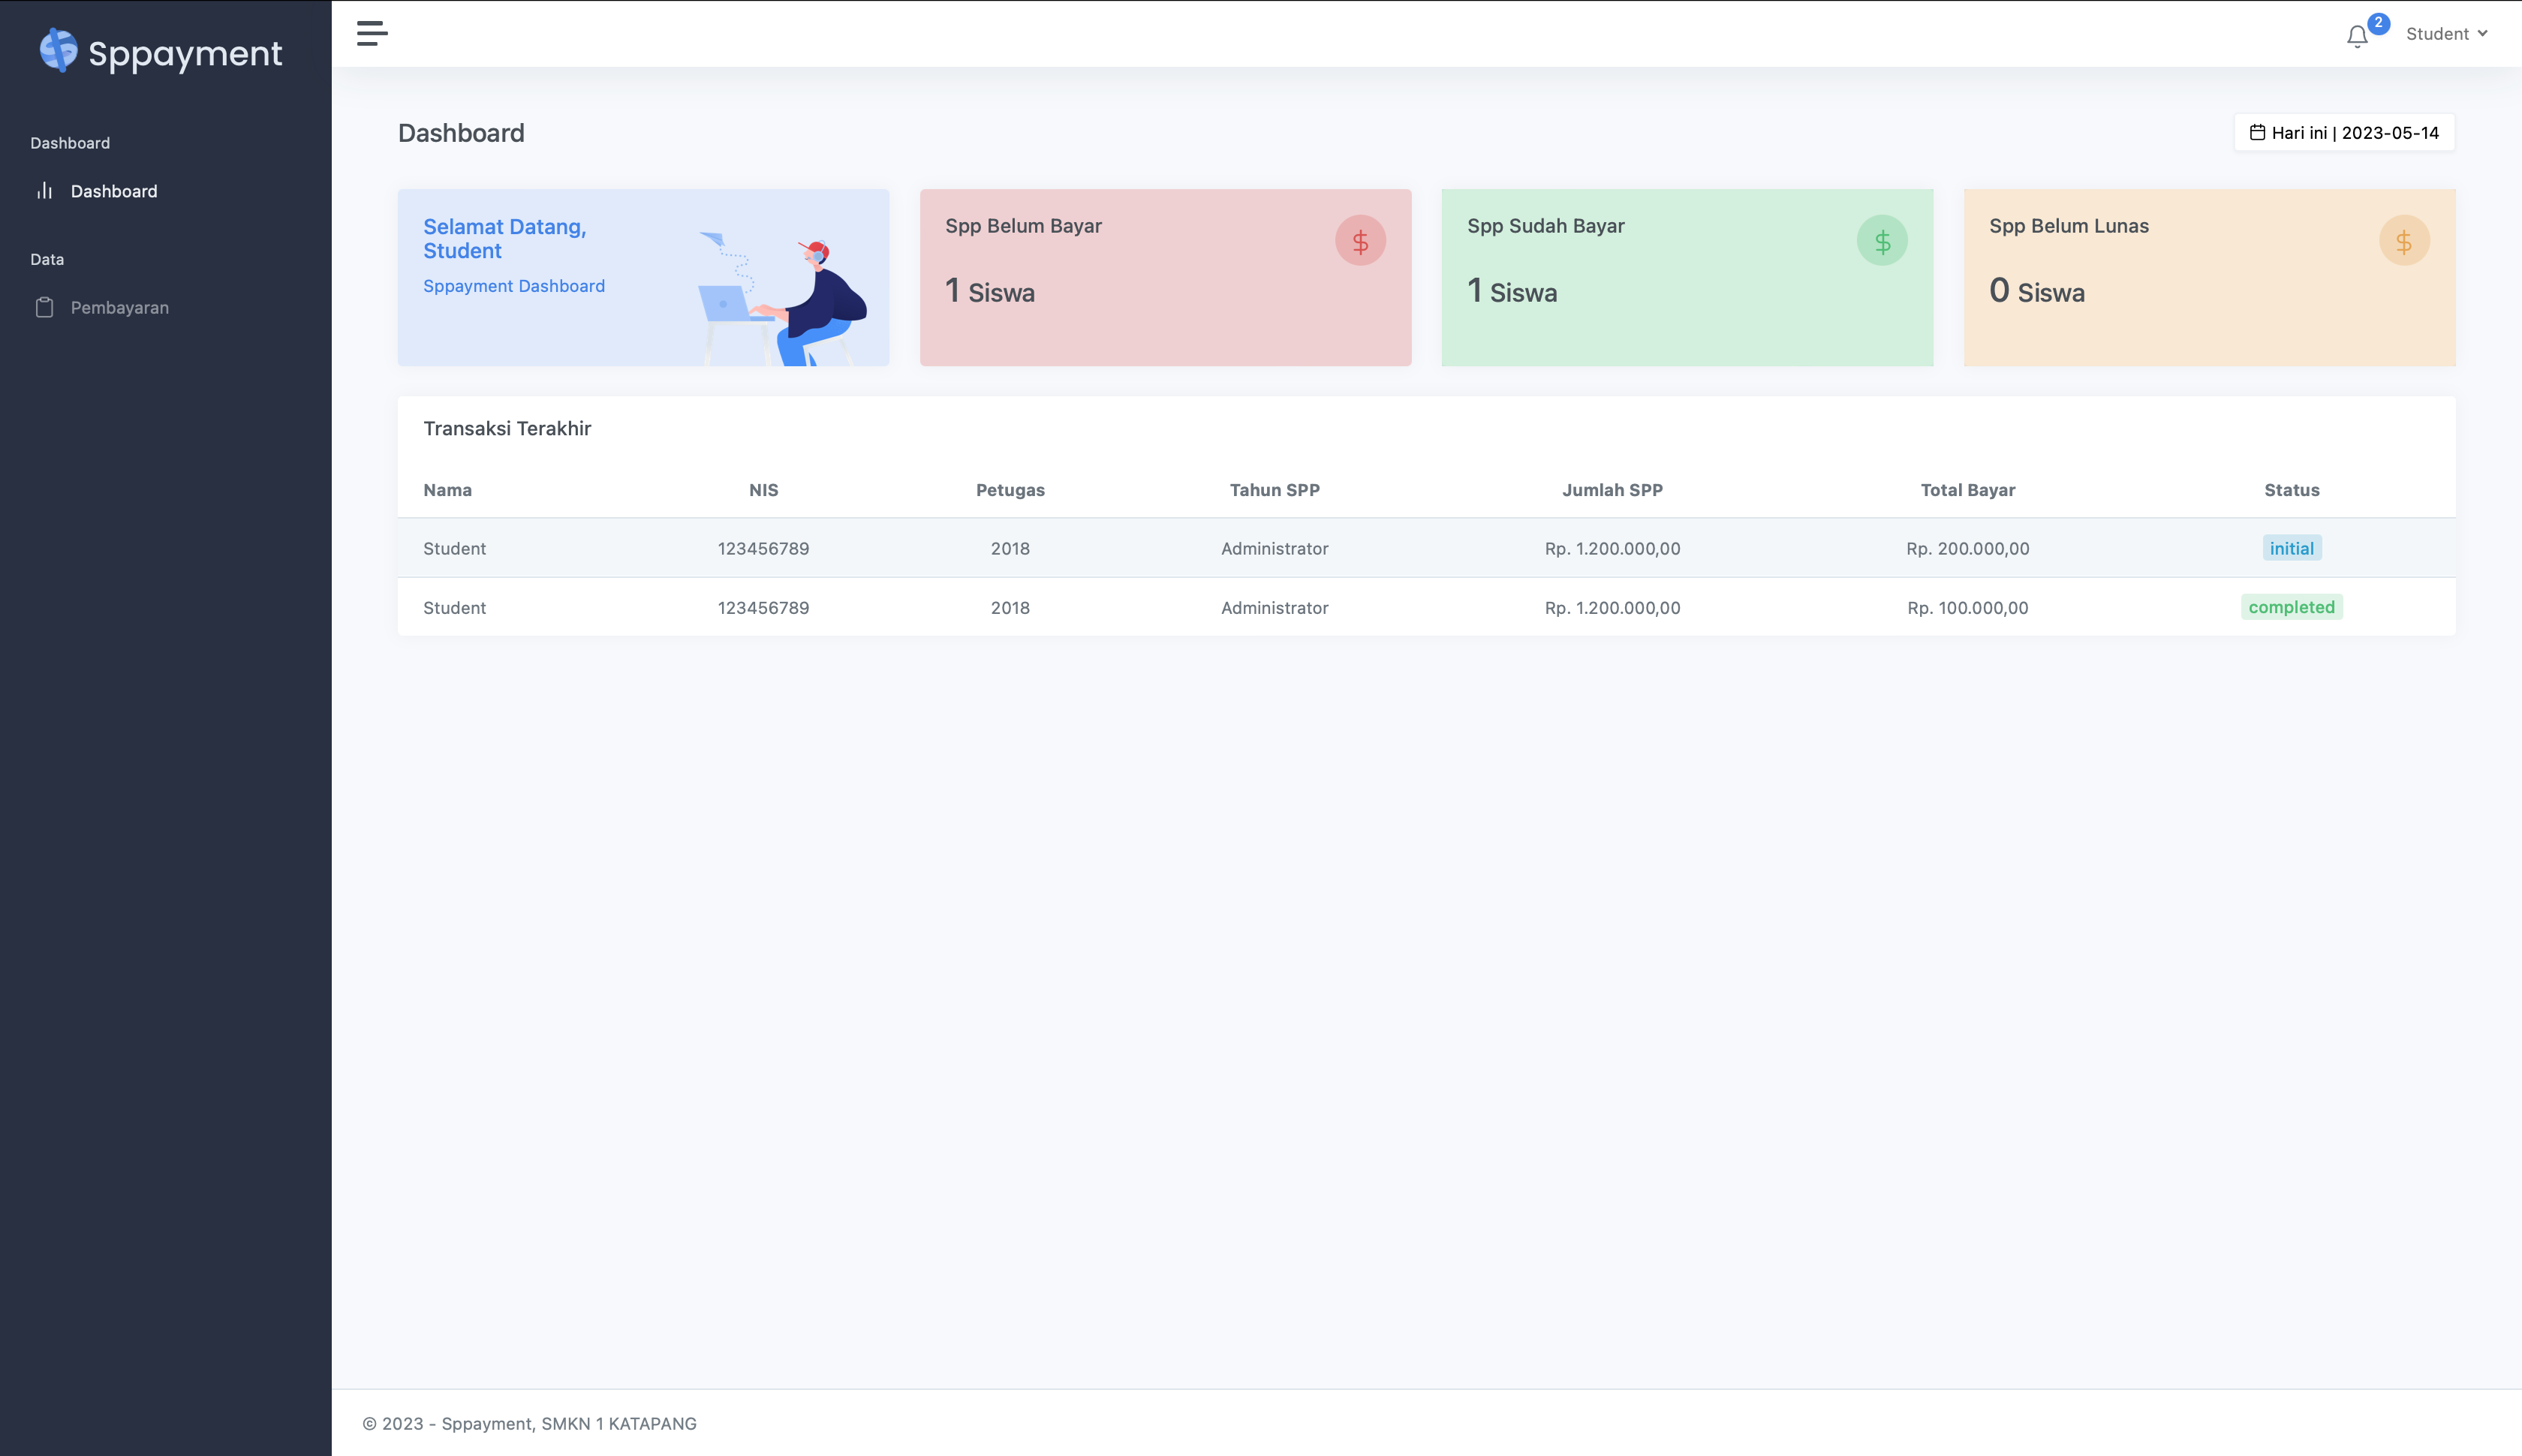 Sppayment
2
Student
Dashboard
Dashboard
Data
Pembayaran
Dashboard
Hari ini | 2023-05-14
Selamat Datang,
Student
Sppayment Dashboard
Spp Belum Bayar
$
1 Siswa
Spp Sudah Bayar
$
1 Siswa
Spp Belum Lunas
$
0 Siswa
Transaksi Terakhir
Nama NIS Petugas Tahun SPP Jumlah SPP Total Bayar Status
Student 123456789 2018 Administrator Rp. 1.200.000,00 Rp. 200.000,00 initial
Student 123456789 2018 Administrator Rp. 1.200.000,00 Rp. 100.000,00 completed
© 2023 - Sppayment, SMKN 1 KATAPANG